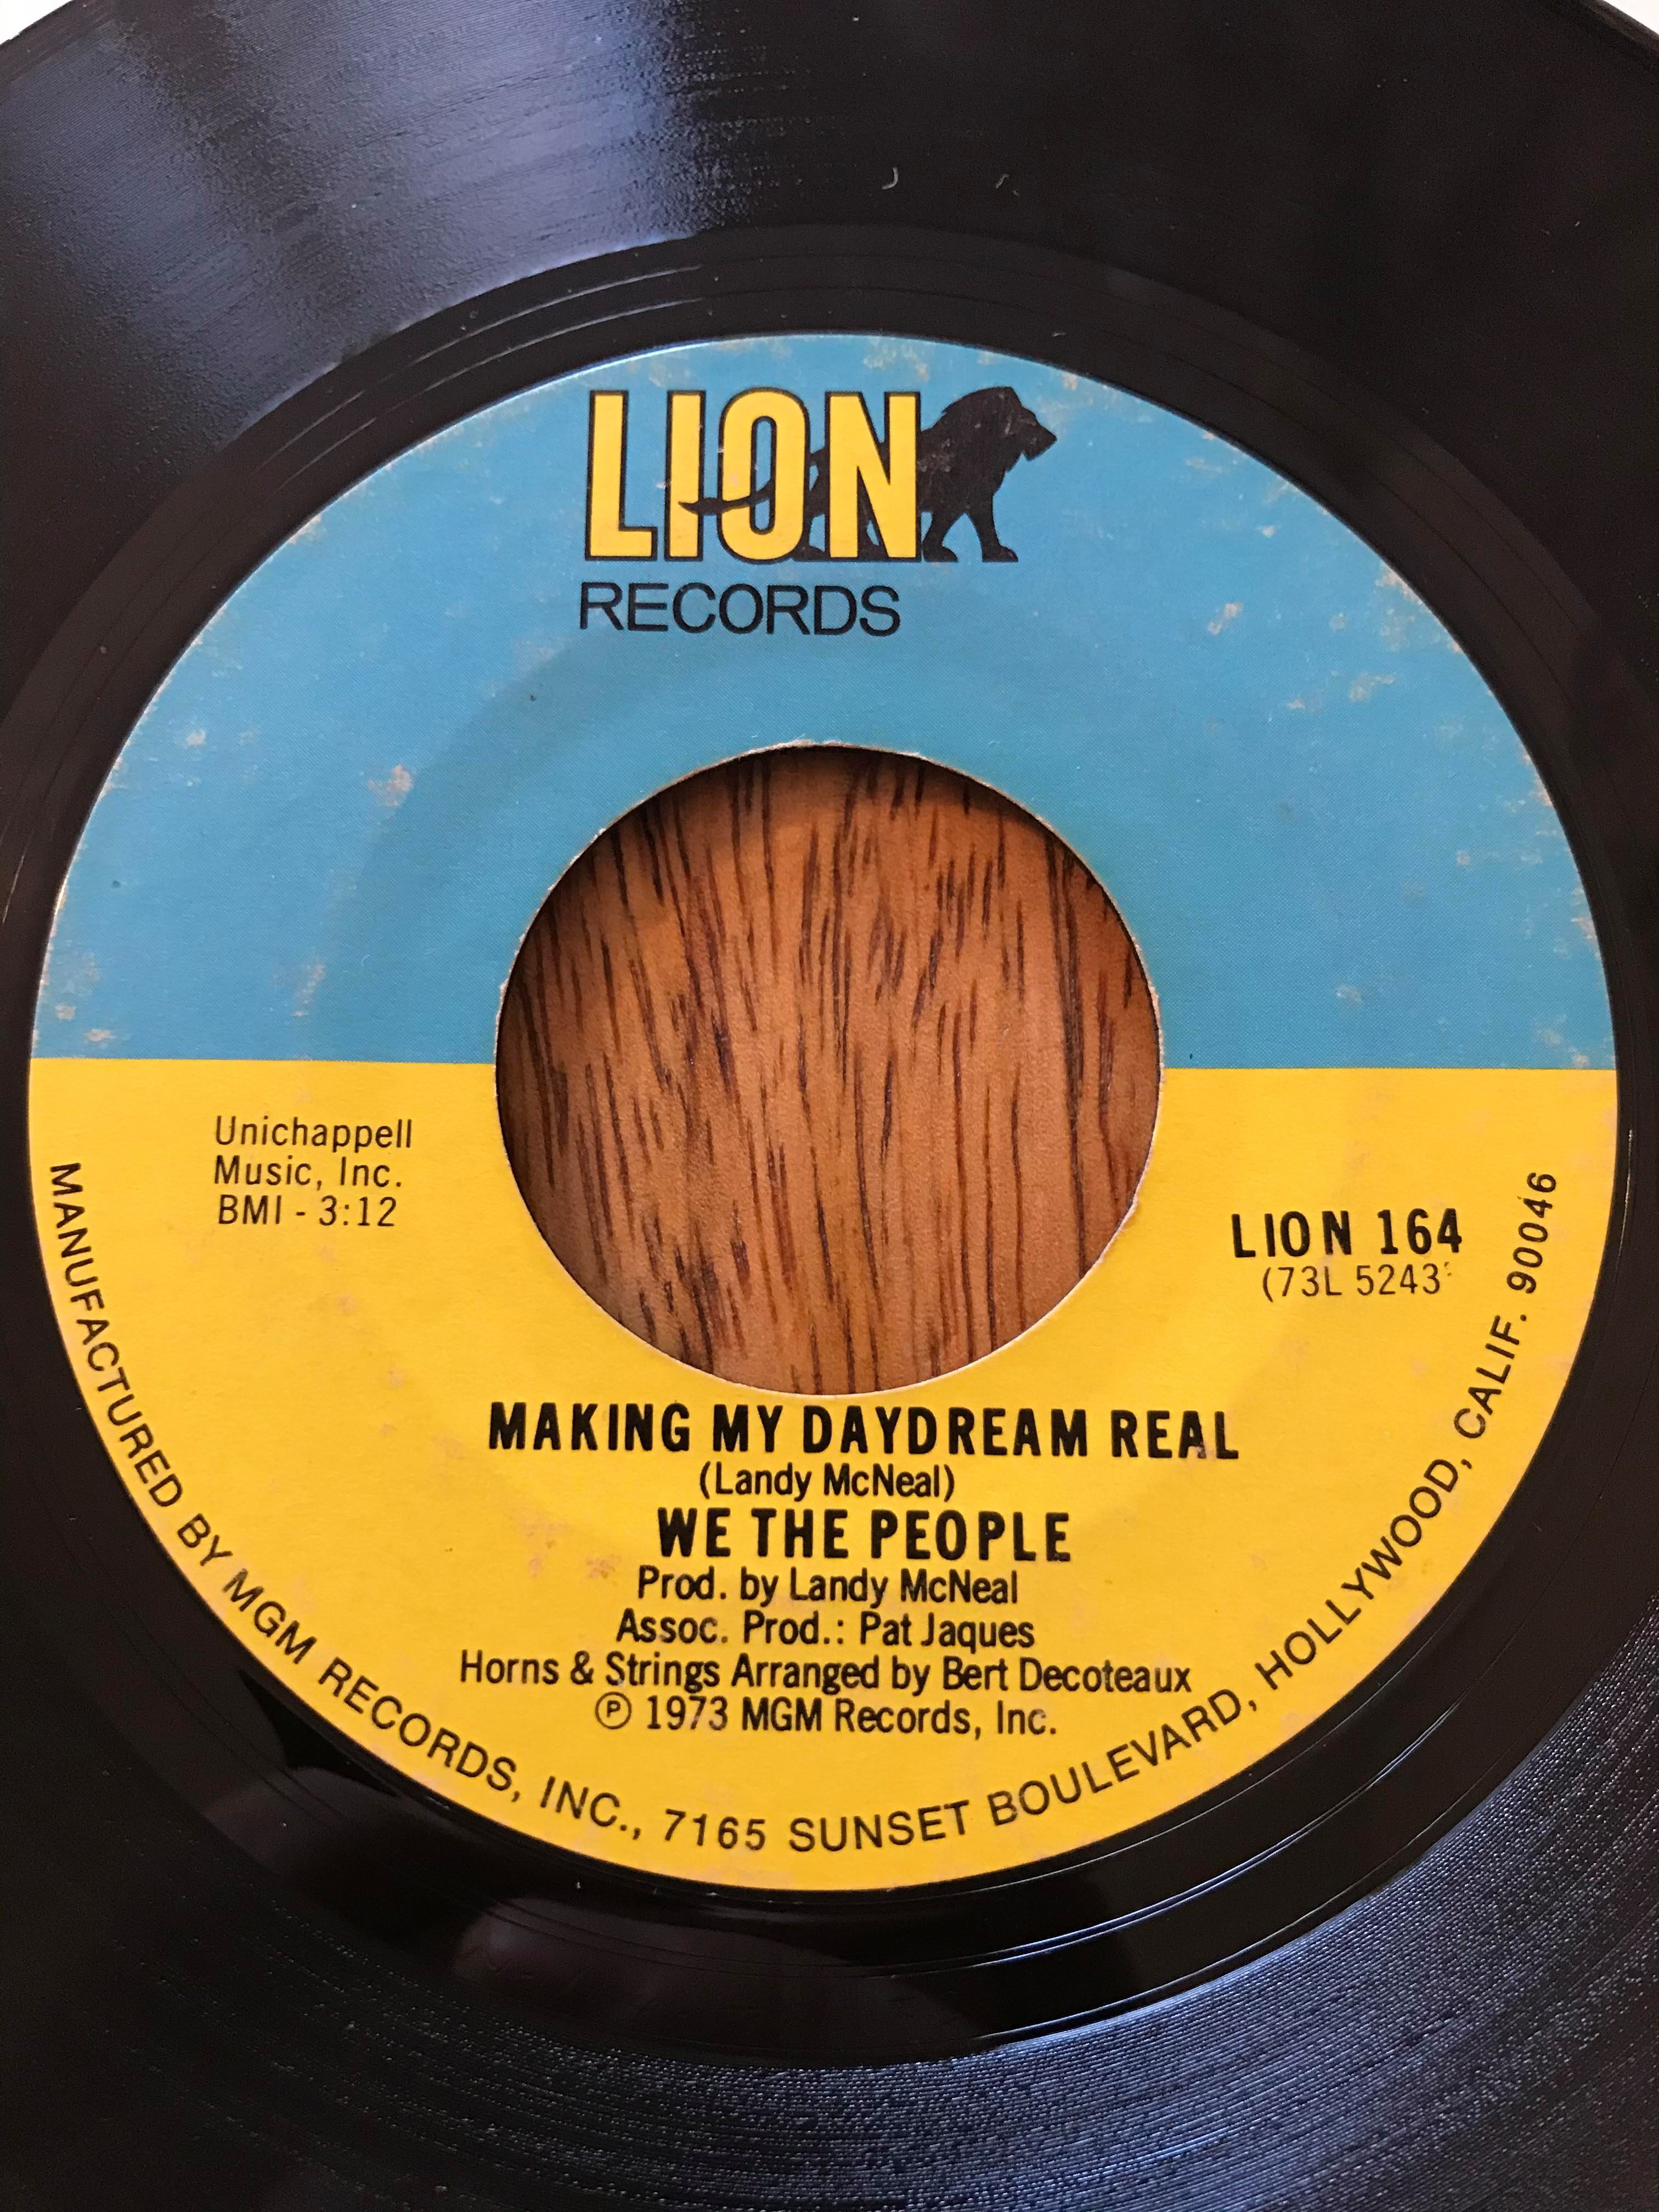 LION
RECORDS
Unichappell
Music, Inc.
BMI - 3:12
LION 164
(73L 5243
MAKING MY DAYDREAM REAL
(Landy McNeal)
WE THE PEOPLE
Prod. by Landy McNeal
Assoc. Prod.: Pat Jaques
Horns & Strings Arranged by Bert Decoteaux
℗ 1973 MGM Records, Inc.
MANUFACTURED BY MGM RECORDS, INC., 7165 SUNSET BOULEVARD, HOLLYWOOD, CALIF. 90046